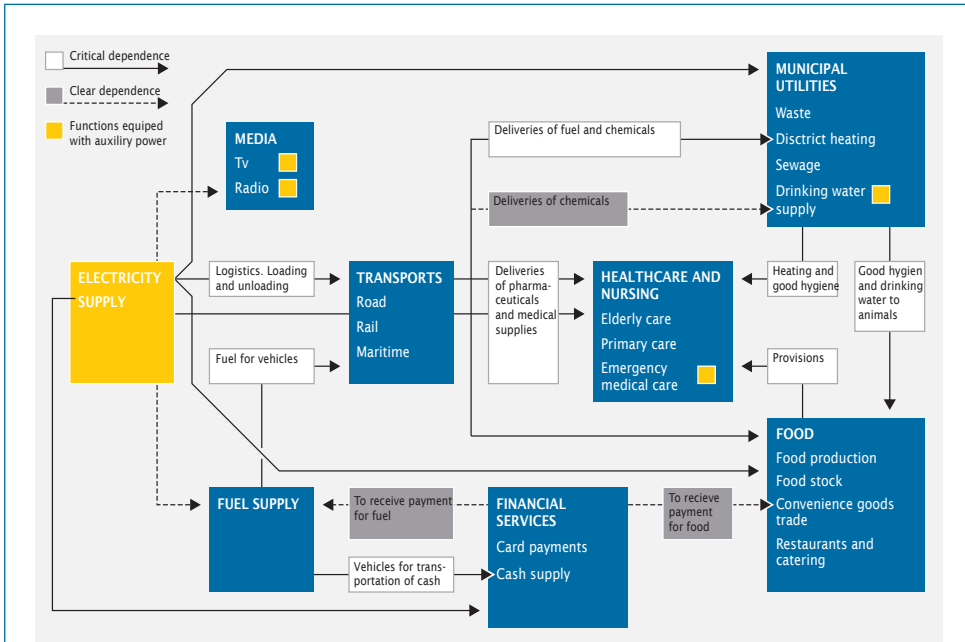 Critical dependence
Clear dependence
Functions equiped
with auxiliry power
MEDIA
Tv
Radio
ELECTRICITY
SUPPLY
Logistics. Loading
and unloading
Fuel for vehicles
TRANSPORTS
Road
Rail
Maritime
Deliveries of fuel and chemicals
Deliveries of chemicals
Deliveries
of pharma-
ceuticals
and medical
supplies
MUNICIPAL
UTILITIES
Waste
Disctrict heating
Sewage
Drinking water
supply
HEALTHCARE AND
NURSING
Elderly care
Primary care
Emergency
medical care
Heating and
good hygiene
Good hygien
and drinking
water to
animals
Provisions
FUEL SUPPLY
To receive payment
for fuel
Vehicles for trans-
portation of cash
FINANCIAL
SERVICES
Card payments
Cash supply
To recieve
payment
for food
FOOD
Food production
Food stock
Convenience goods
trade
Restaurants and
catering